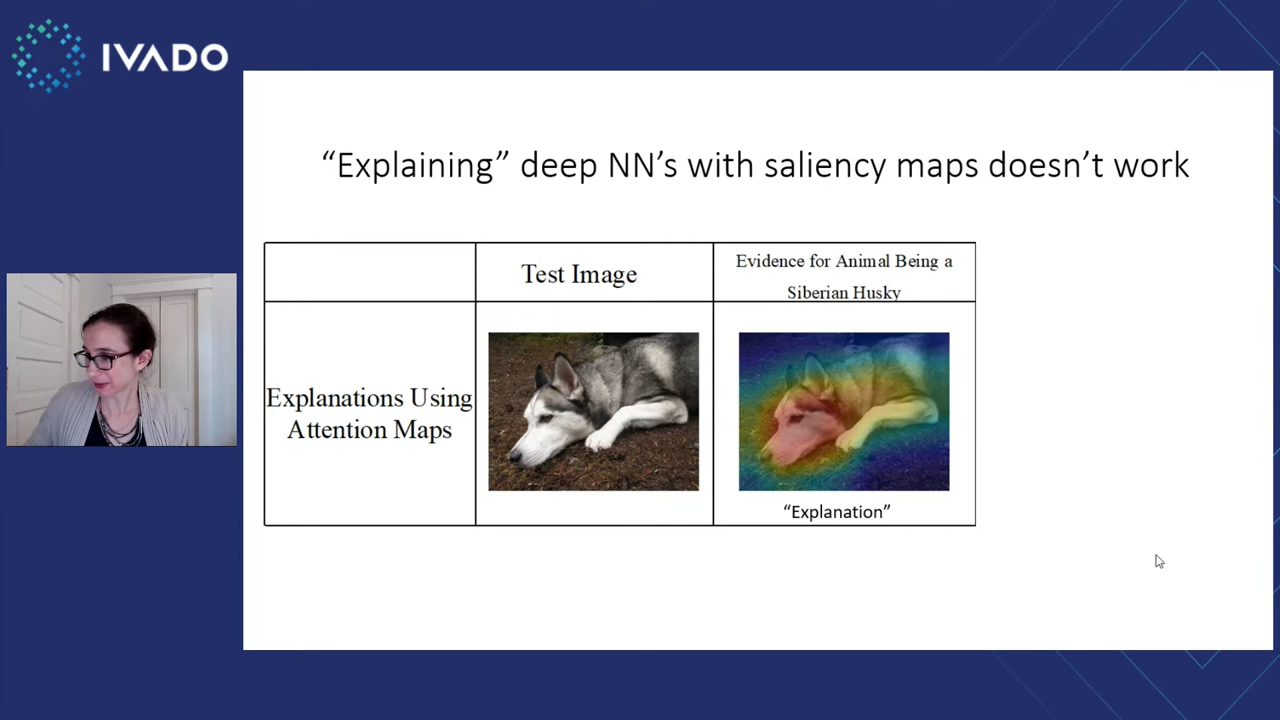 IVADO
“Explaining” deep NN’s with saliency maps doesn’t work
Test Image
Evidence for Animal Being a
Siberian Husky
Explanations Using
Attention Maps
“Explanation”